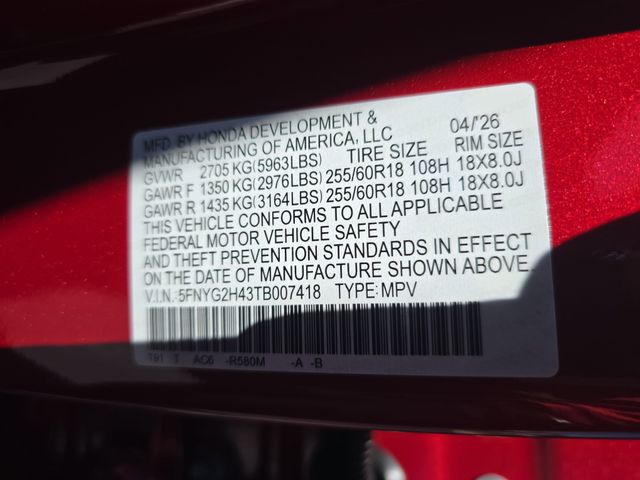 MFD. BY HONDA DEVELOPMENT &
MANUFACTURING OF AMERICA, LLC 04/'26
GVWR 2705 KG(5963LBS) TIRE SIZE RIM SIZE
GAWR F 1350 KG(2976LBS) 255/60R18 108H 18X8.0J
GAWR R 1435 KG(3164LBS) 255/60R18 108H 18X8.0J
THIS VEHICLE CONFORMS TO ALL APPLICABLE
FEDERAL MOTOR VEHICLE SAFETY
AND THEFT PREVENTION STANDARDS IN EFFECT
ON THE DATE OF MANUFACTURE SHOWN ABOVE.
V.I.N.: 5FNYG2H43TB007418 TYPE: MPV
T91 T AC6 -R580M -A -B